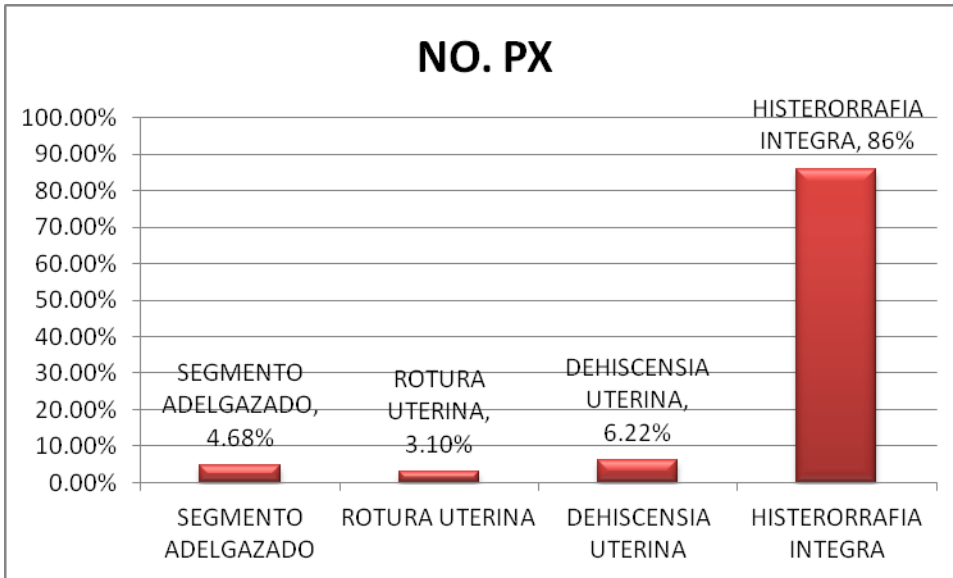 NO. PX
100.00%
90.00%
80.00%
70.00%
60.00%
50.00%
40.00%
30.00%
20.00%
10.00%
0.00%
SEGMENTO
ADELGAZADO,
4.68%
ROTURA
UTERINA,
3.10%
DEHISCENSIA
UTERINA,
6.22%
HISTERORRAFIA
INTEGRA, 86%
SEGMENTO
ADELGAZADO
ROTURA UTERINA
DEHISCENSIA
UTERINA
HISTERORRAFIA
INTEGRA